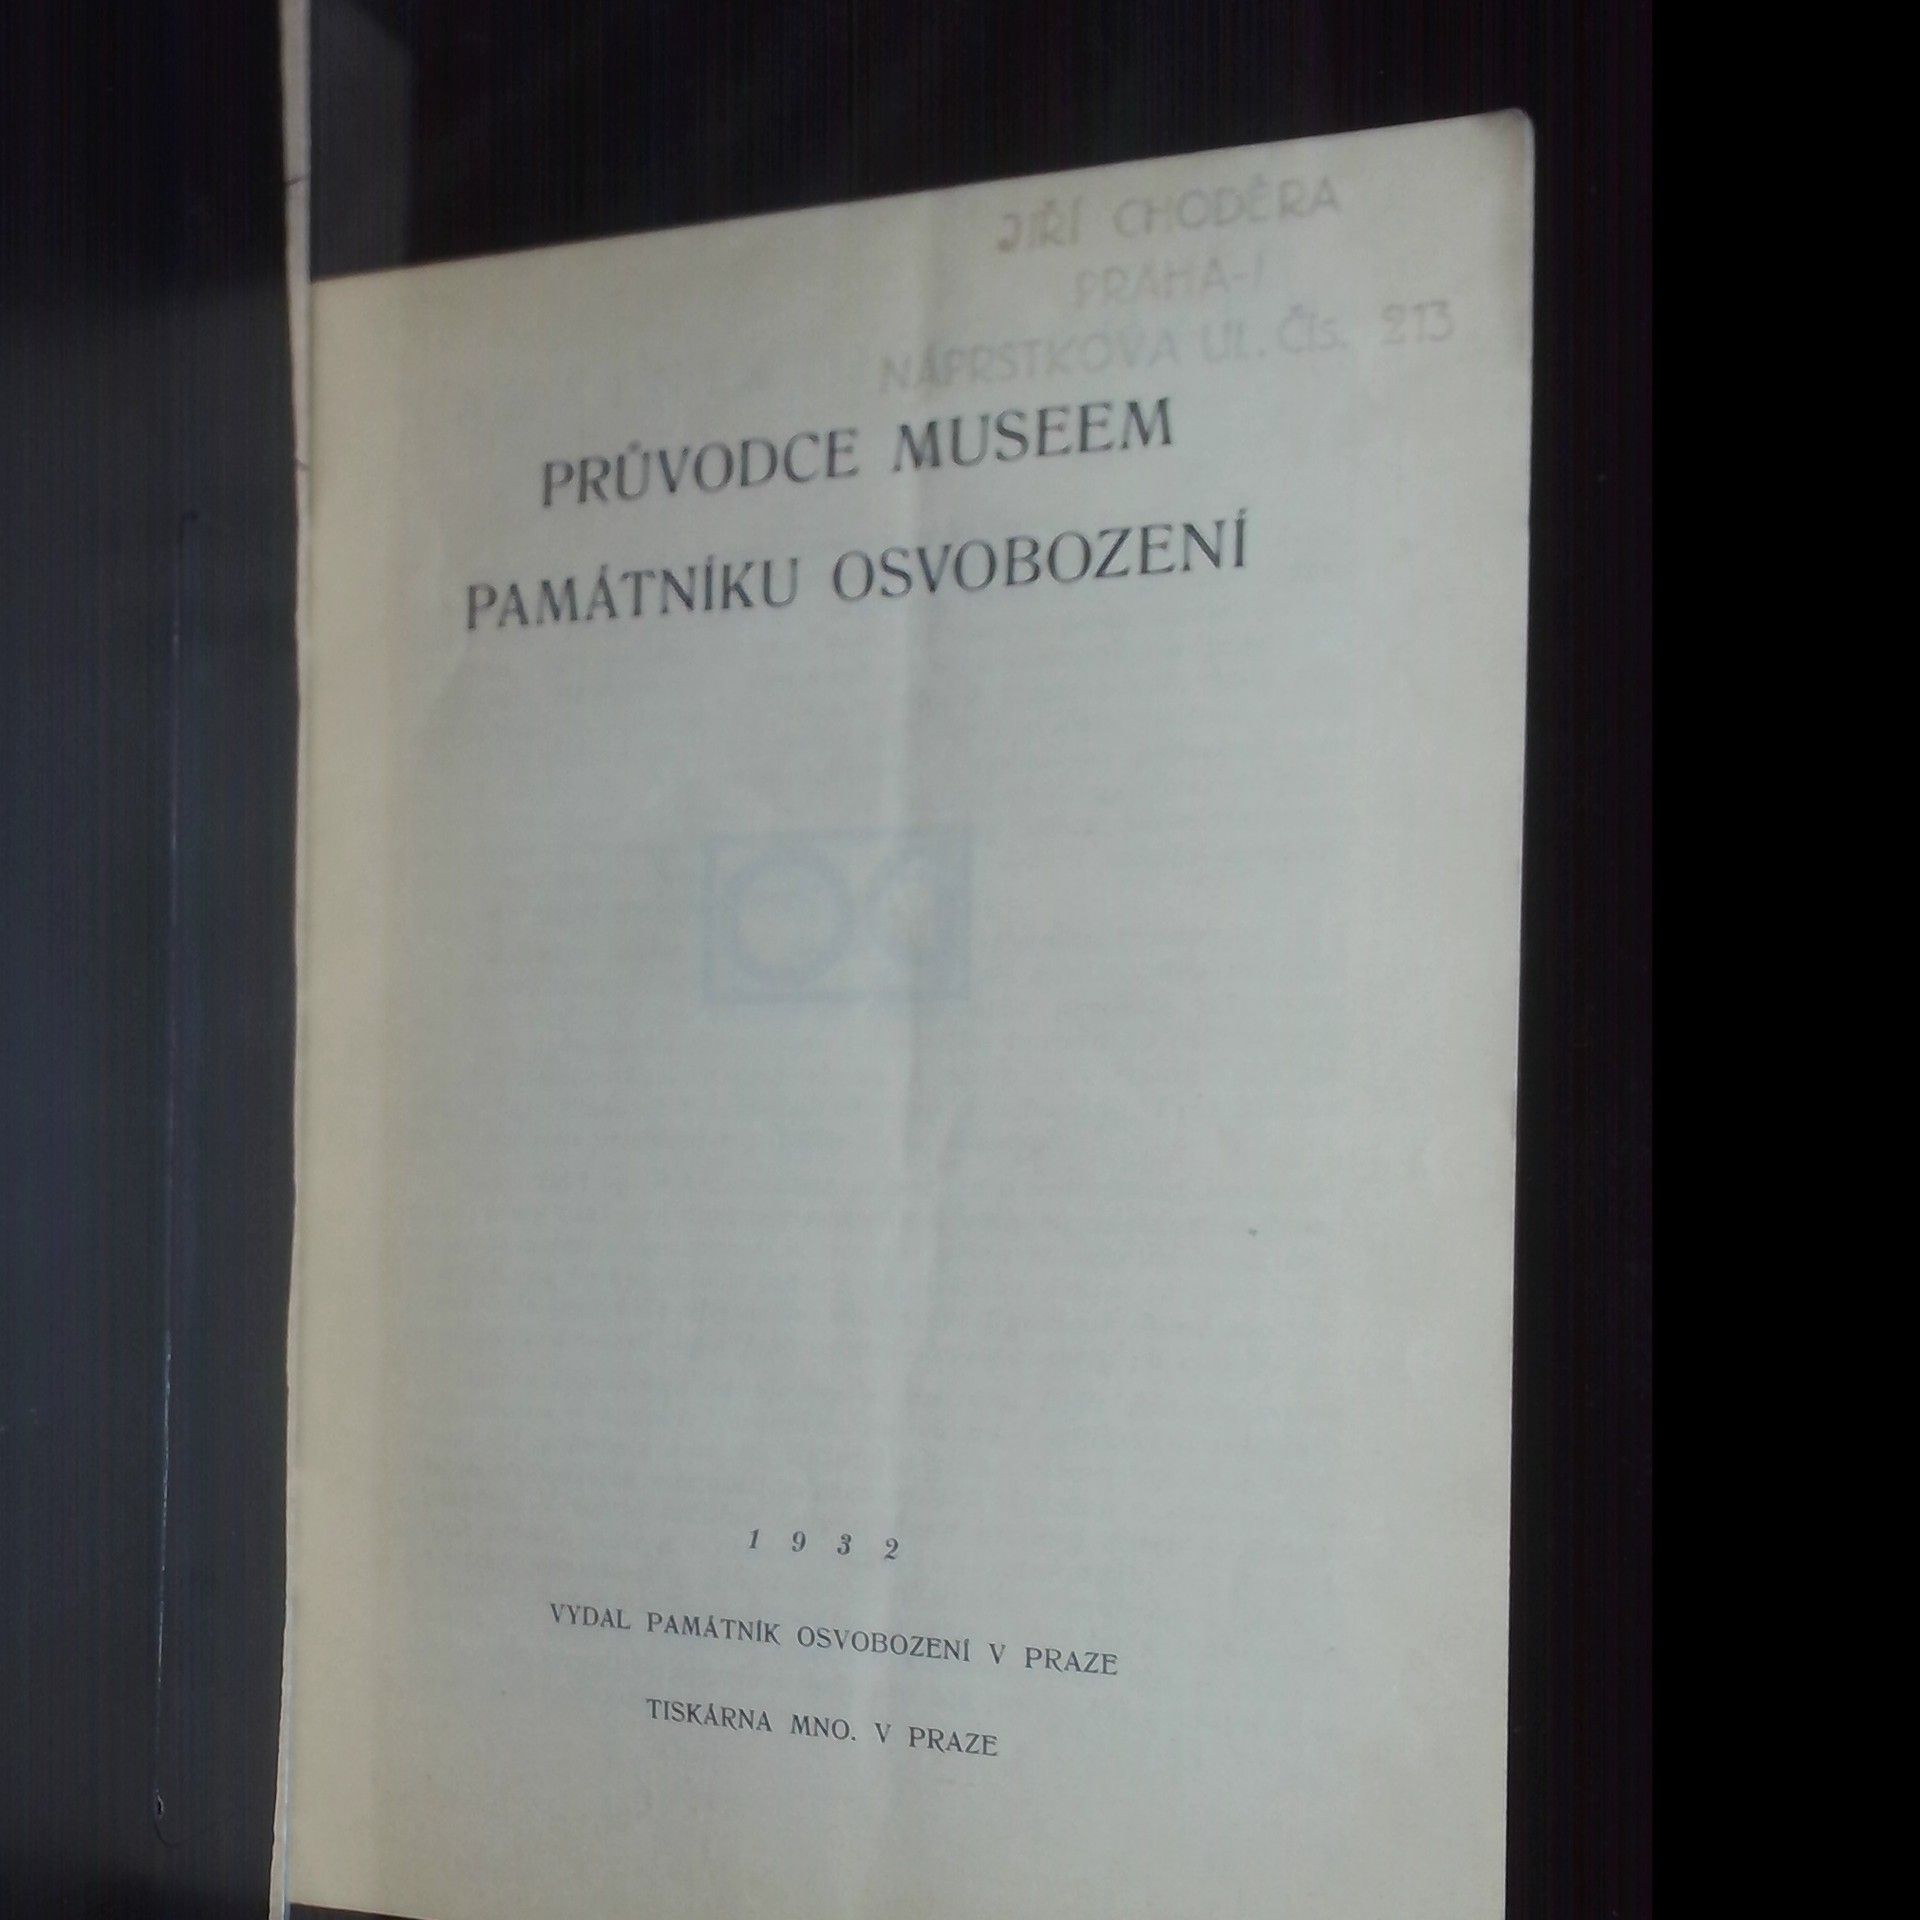 JIŘÍ CHODĚRA
PRAHA-I
NÁPRSTKOVA UL. ČÍS. 213
PRŮVODCE MUSEEM
PAMÁTNÍKU OSVOBOZENÍ
1 9 3 2
VYDAL PAMÁTNÍK OSVOBOZENÍ V PRAZE
TISKÁRNA MNO. V PRAZE